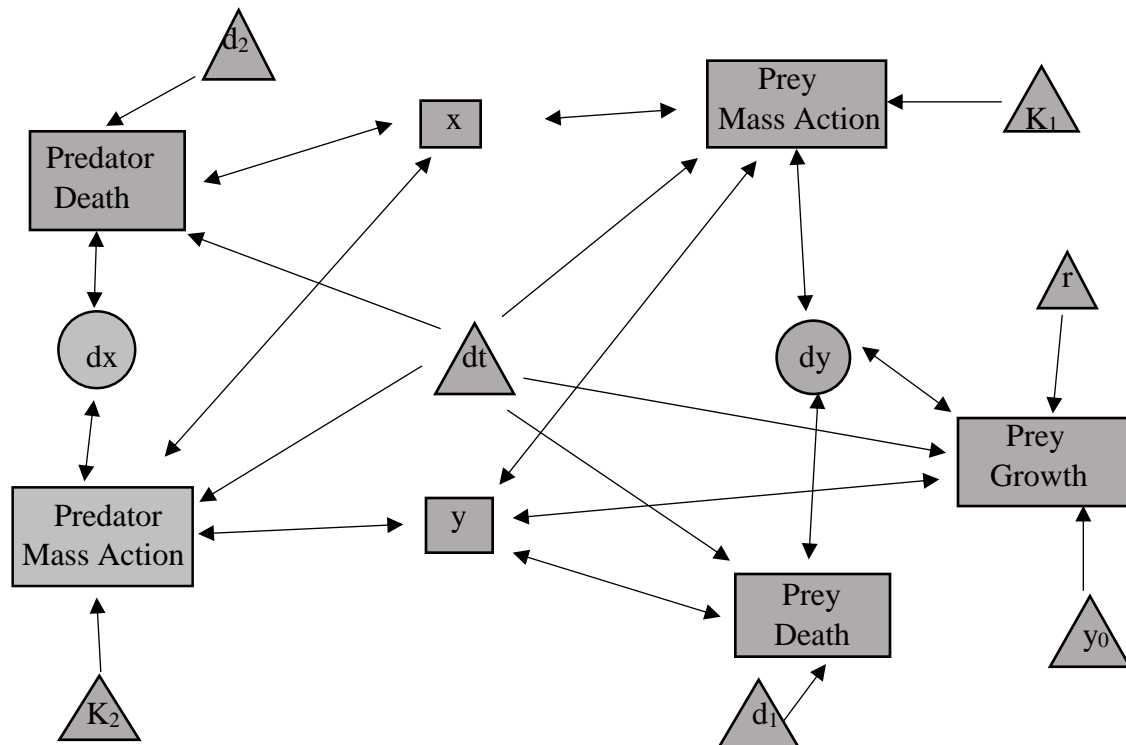 d₂
x
Prey
Mass Action
K₁
Predator
Death
r
dx
dt
dy
Prey
Growth
Predator
Mass Action
y
Prey
Death
y₀
K₂
d₁